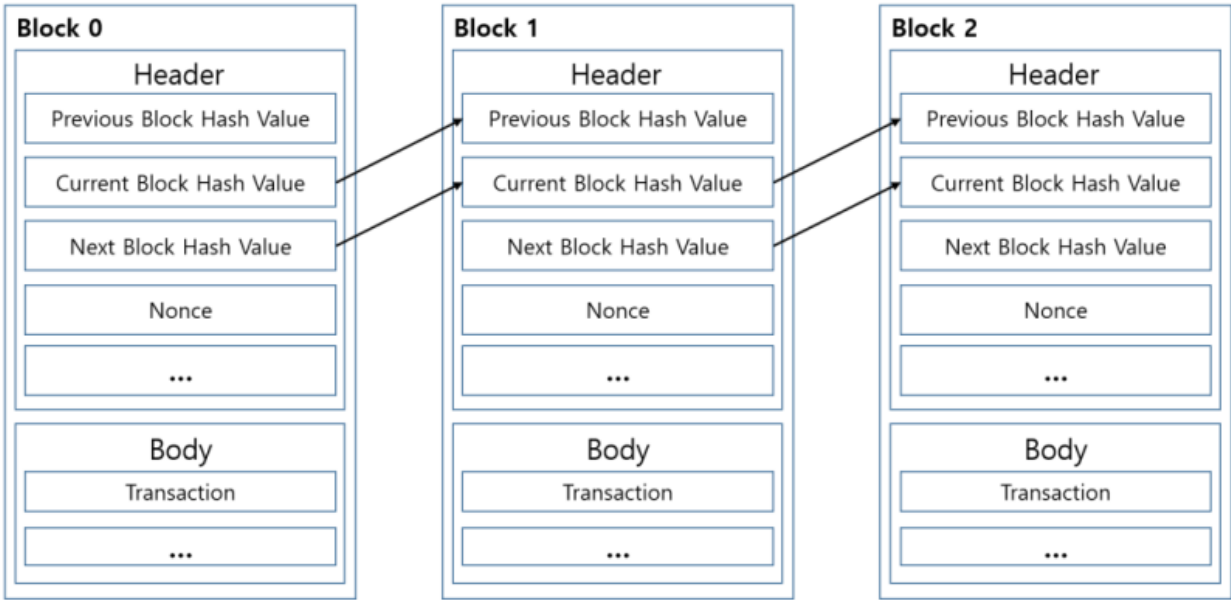 Block 0
Header
Previous Block Hash Value
Current Block Hash Value
Next Block Hash Value
Nonce
...
Body
Transaction
...
Block 1
Header
Previous Block Hash Value
Current Block Hash Value
Next Block Hash Value
Nonce
...
Body
Transaction
...
Block 2
Header
Previous Block Hash Value
Current Block Hash Value
Next Block Hash Value
Nonce
...
Body
Transaction
...